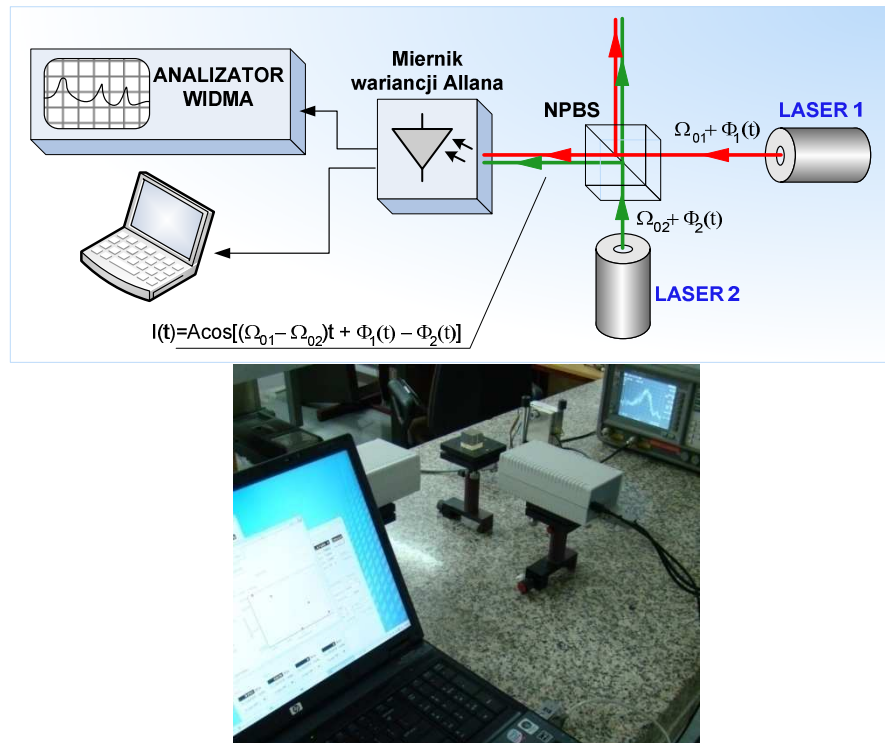 ANALIZATOR
WIDMA
Miernik
wariancji Allana
NPBS
LASER 1
Ω₀₁+ Φ₁(t)
Ω₀₂+ Φ₂(t)
LASER 2
I(t)=Acos[(Ω₀₁– Ω₀₂)t + Φ₁(t) – Φ₂(t)]
hp